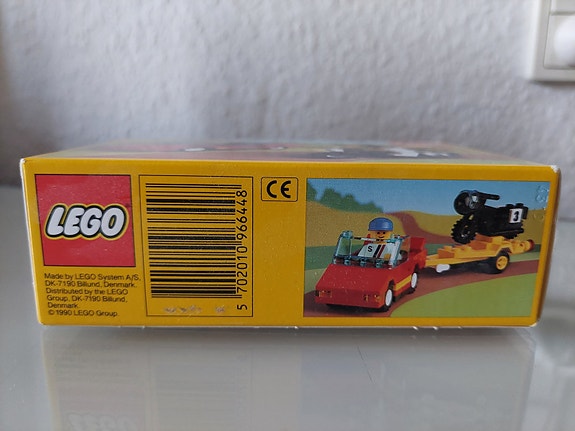 LEGO
Made by LEGO System A/S,
DK-7190 Billund, Denmark.
Distributed by the LEGO
Group, DK-7190 Billund,
Denmark.
© 1990 LEGO Group.
5 702010 966448
CE
S
3